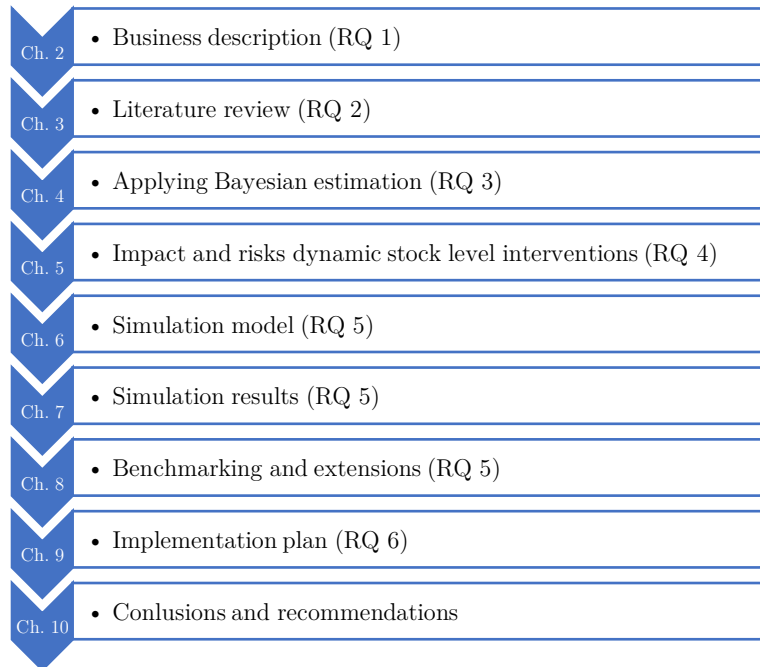 Ch. 2 • Business description (RQ 1)
Ch. 3 • Literature review (RQ 2)
Ch. 4 • Applying Bayesian estimation (RQ 3)
Ch. 5 • Impact and risks dynamic stock level interventions (RQ 4)
Ch. 6 • Simulation model (RQ 5)
Ch. 7 • Simulation results (RQ 5)
Ch. 8 • Benchmarking and extensions (RQ 5)
Ch. 9 • Implementation plan (RQ 6)
Ch. 10 • Conlusions and recommendations